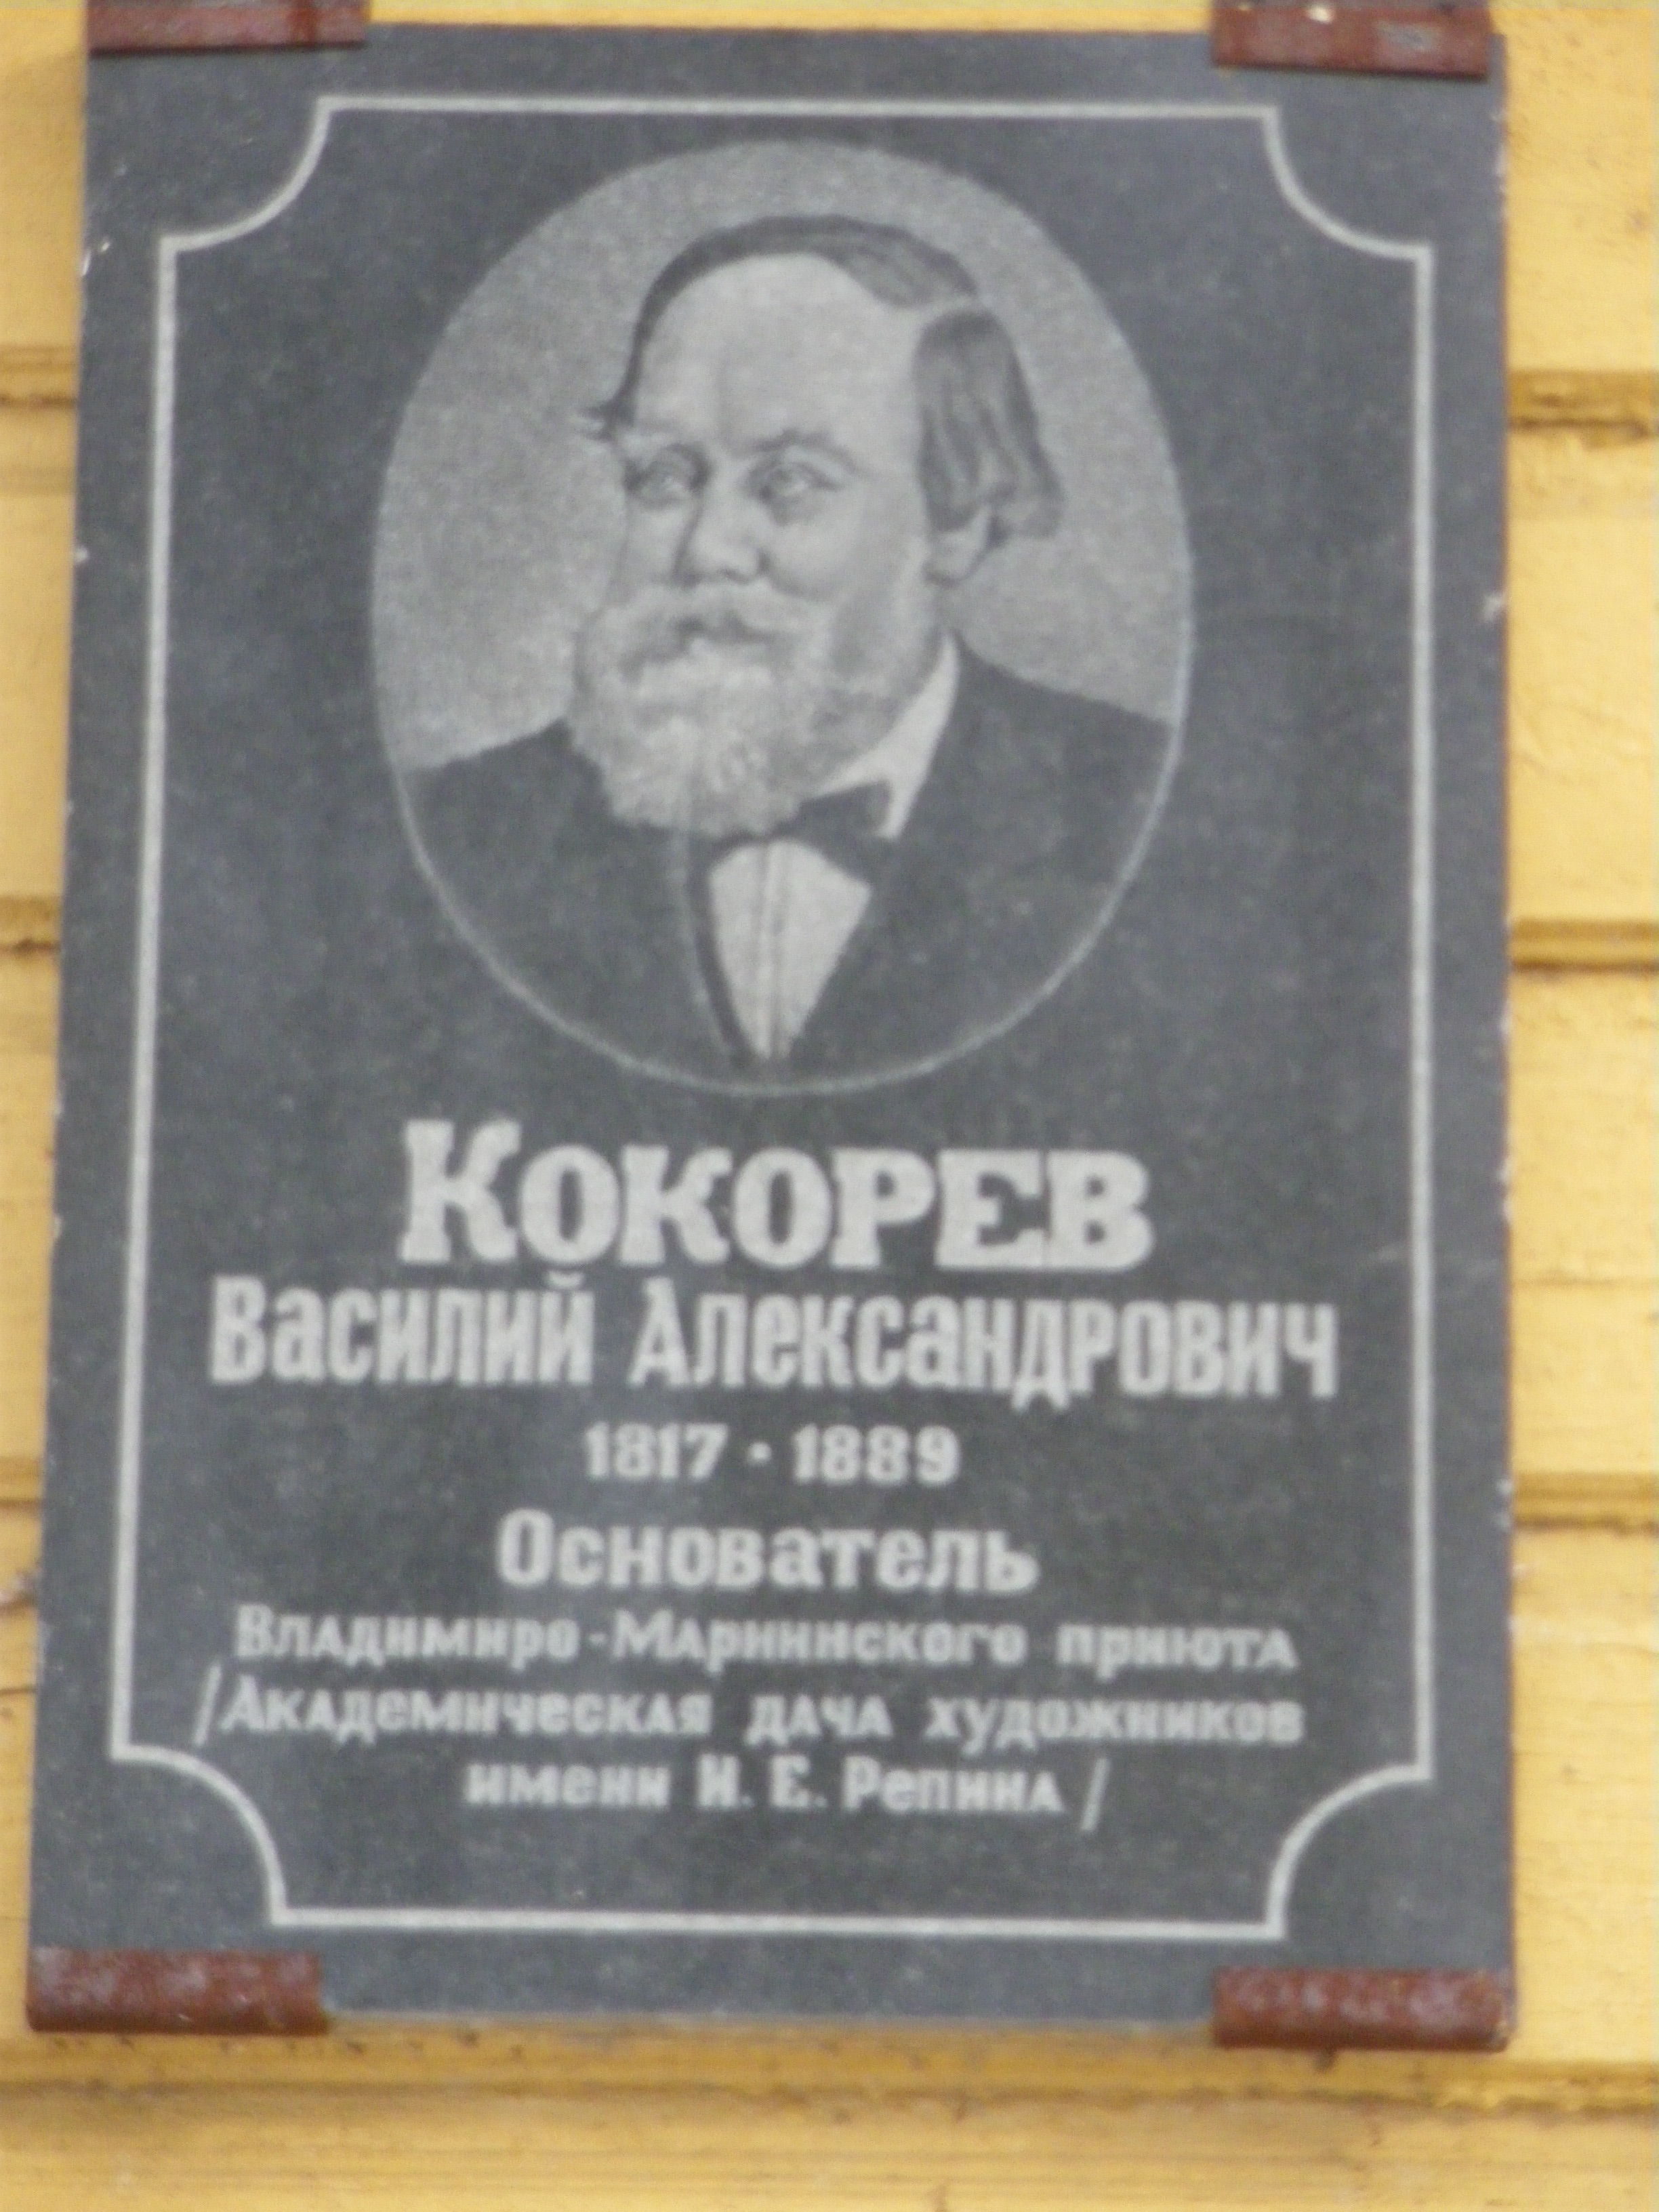 Кокорев
Василий Александрович
1817 · 1889
Основатель
Владимиро-Мариинского приюта
/Академическая дача художников
имени И. Е. Репина/